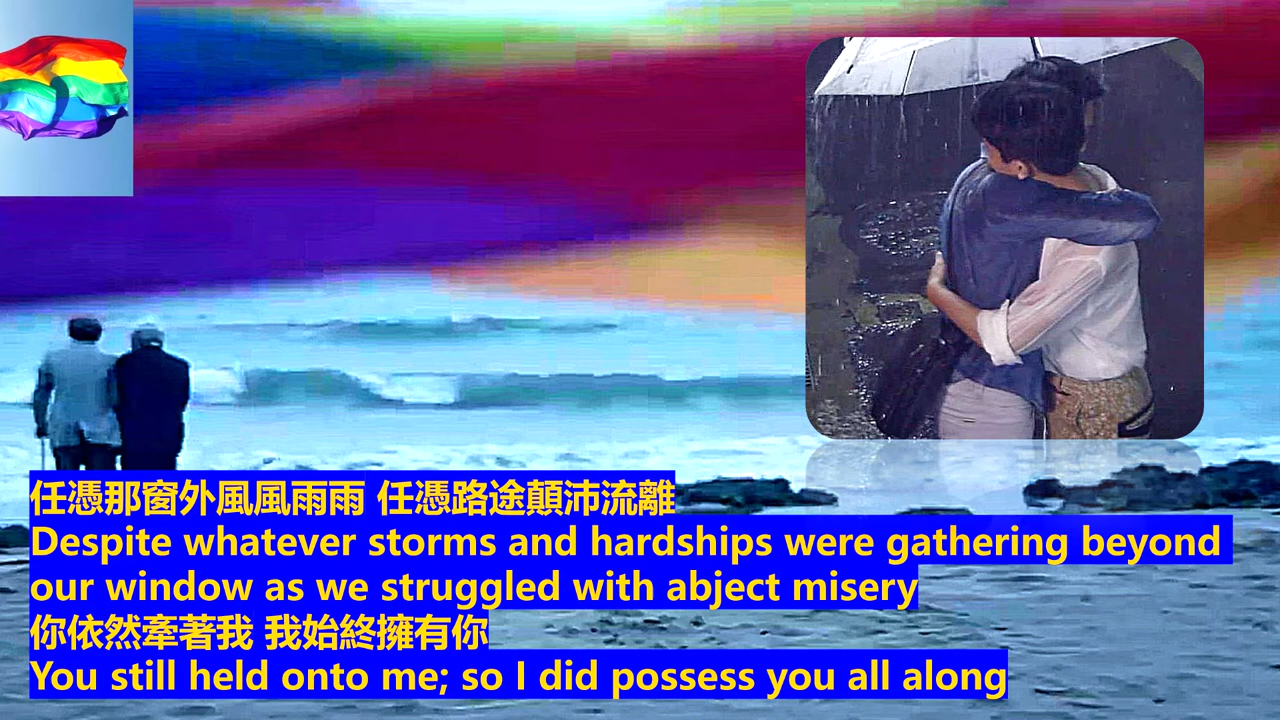 任憑那窗外風風雨雨 任憑路途顛沛流離
Despite whatever storms and hardships were gathering beyond
our window as we struggled with abject misery
你依然牽著我 我始終擁有你
You still held onto me; so I did possess you all along